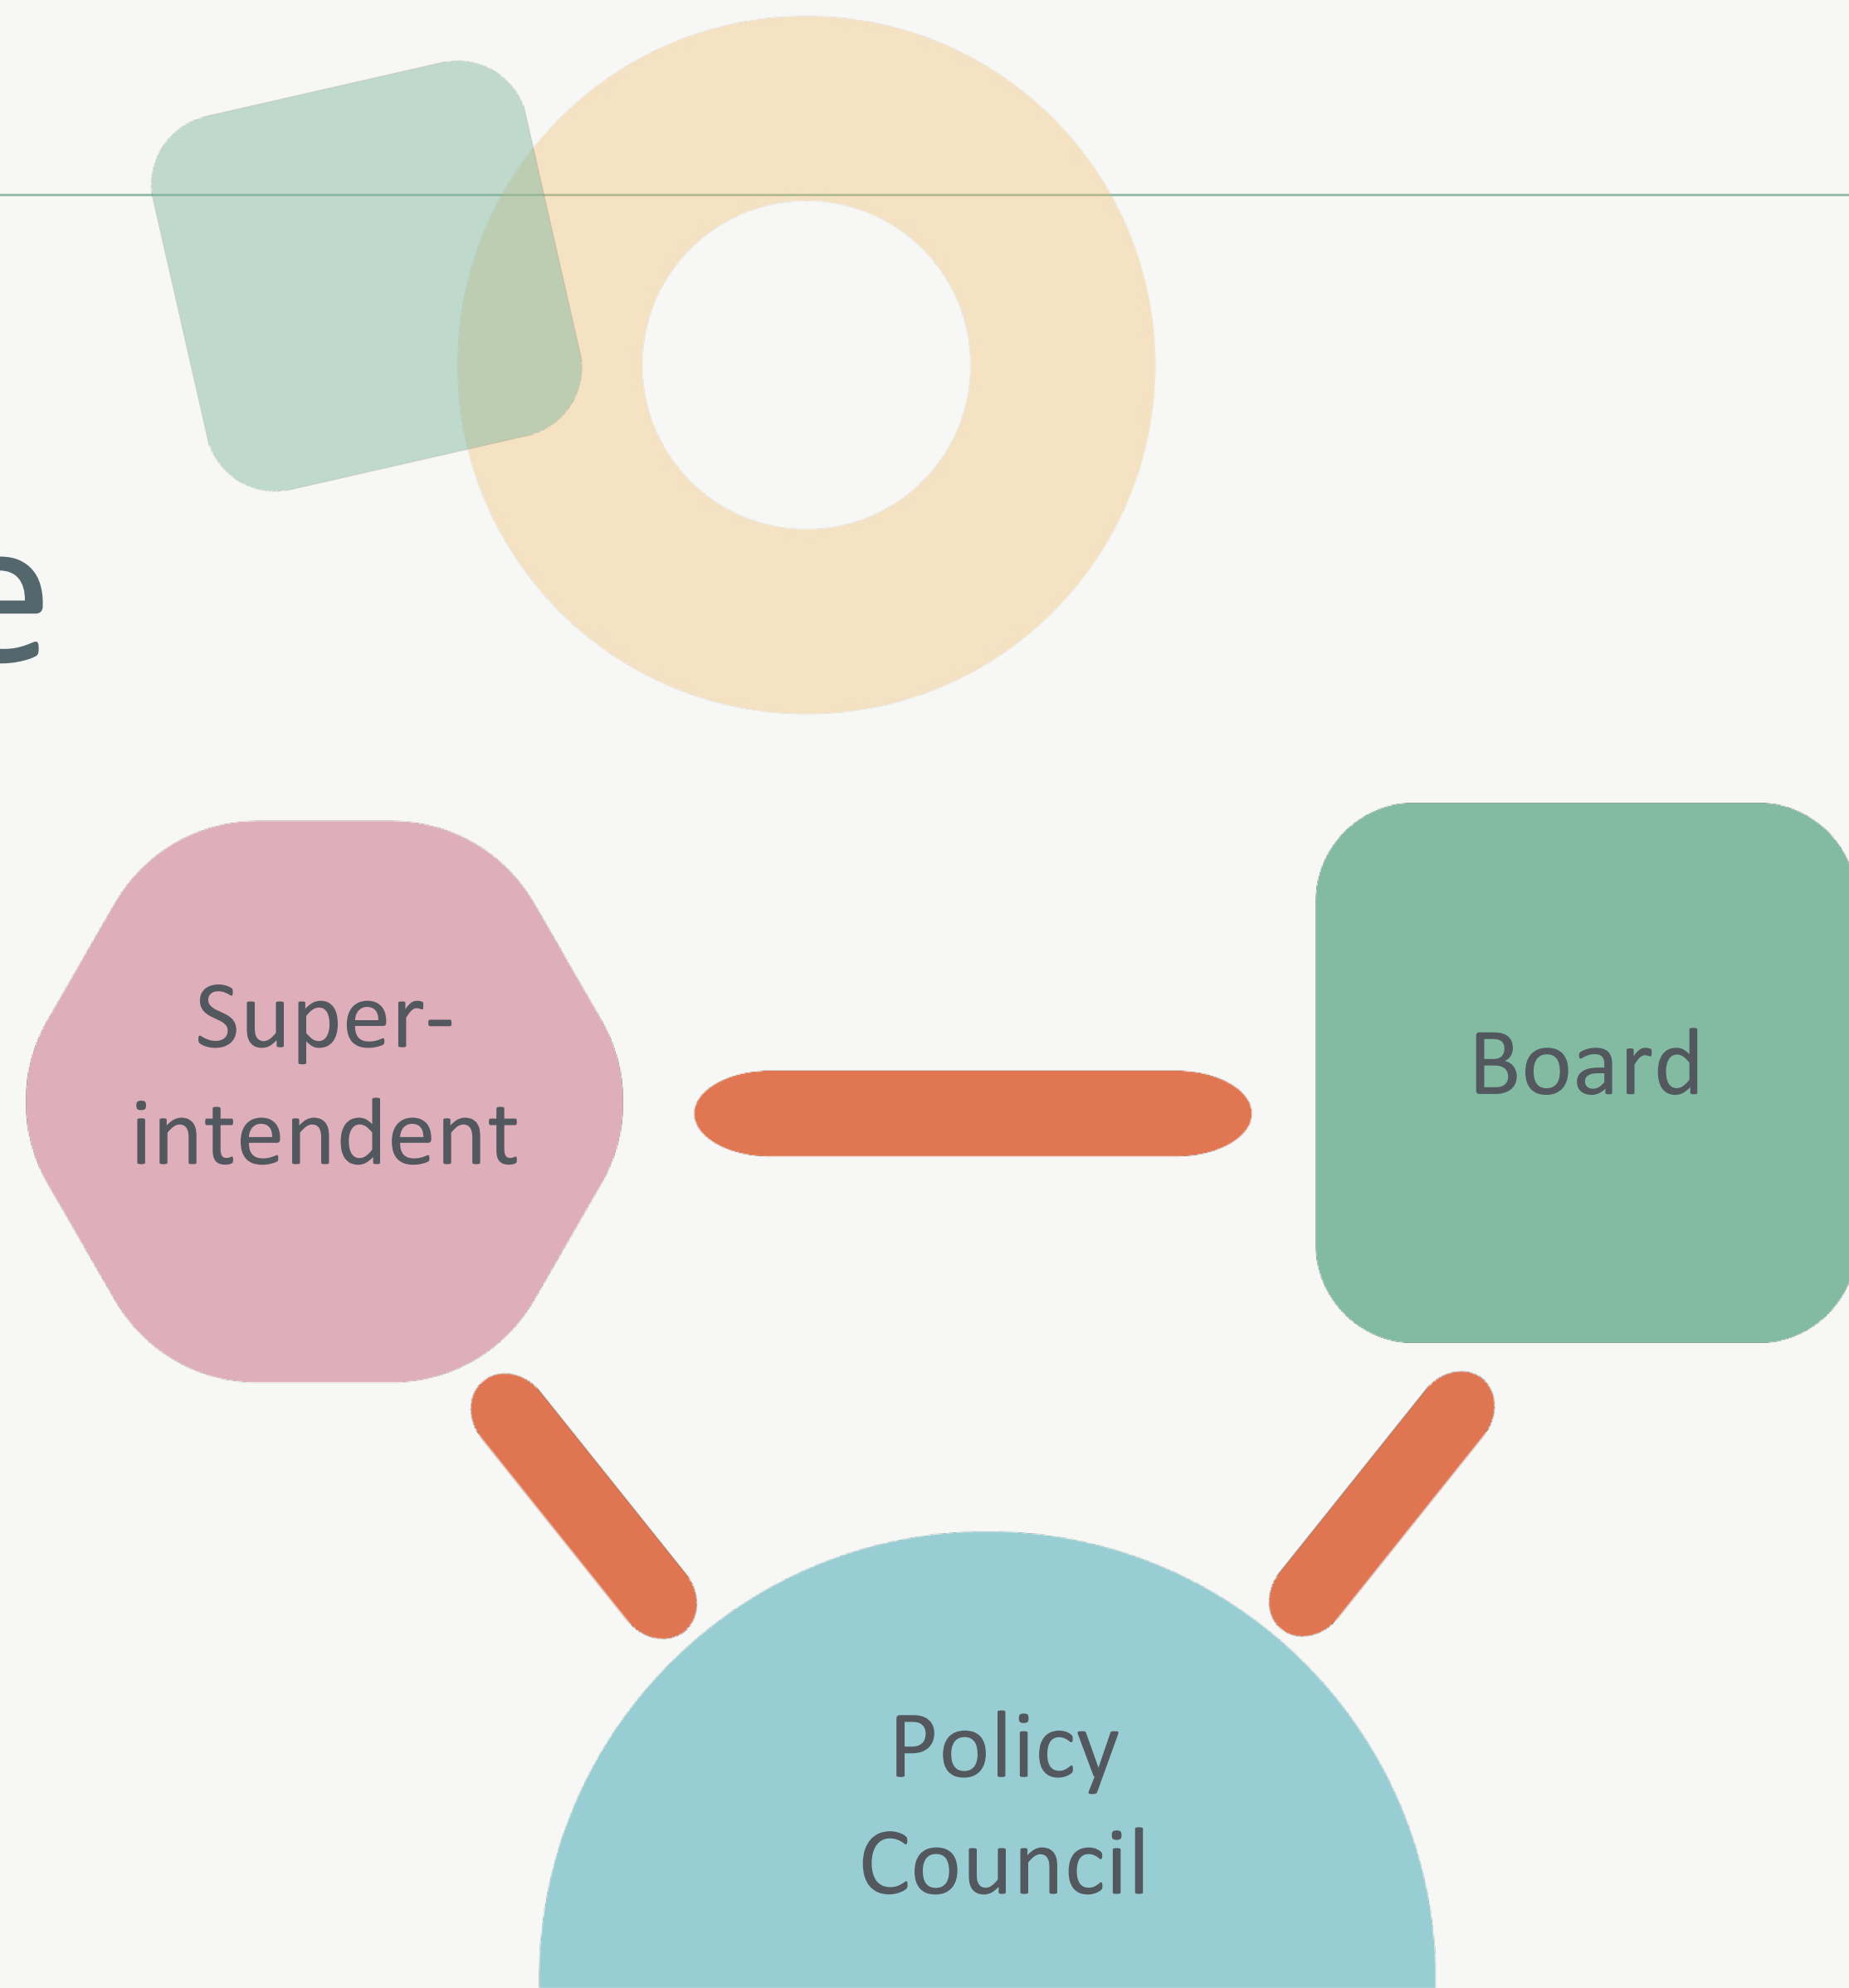 e
Super-
intendent
Board
Policy
Council